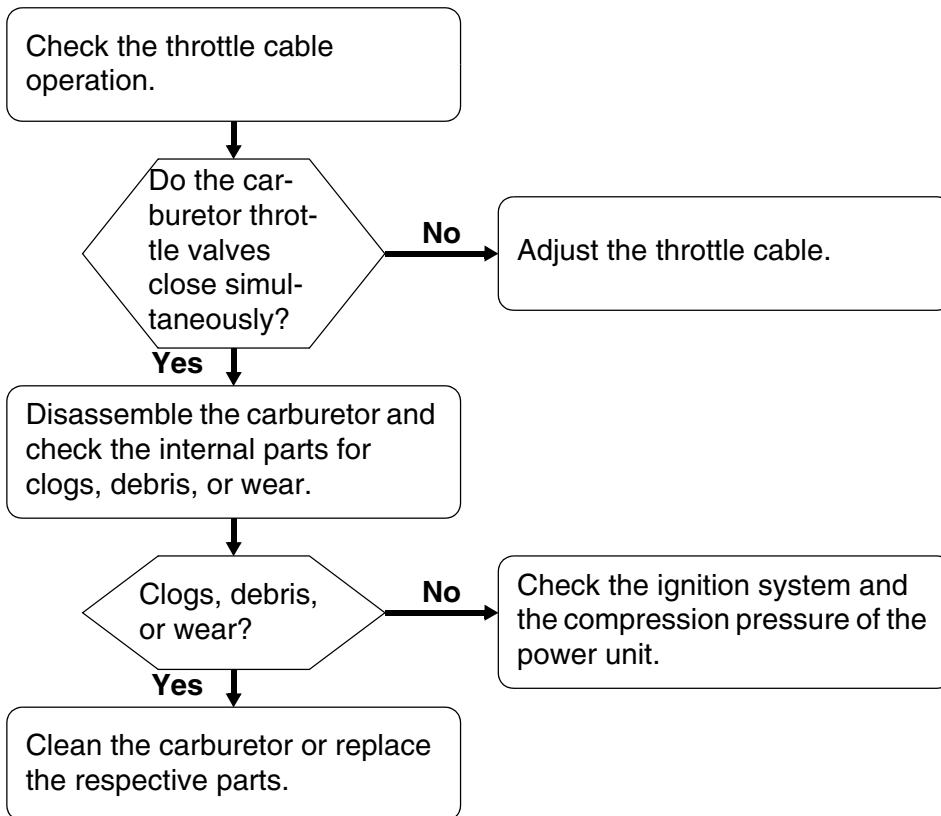 Check the throttle cable
operation.
Do the car-
buretor throt-
tle valves
close simul-
taneously?
No
Adjust the throttle cable.
Yes
Disassemble the carburetor and
check the internal parts for
clogs, debris, or wear.
Clogs, debris,
or wear?
No
Check the ignition system and
the compression pressure of the
power unit.
Yes
Clean the carburetor or replace
the respective parts.